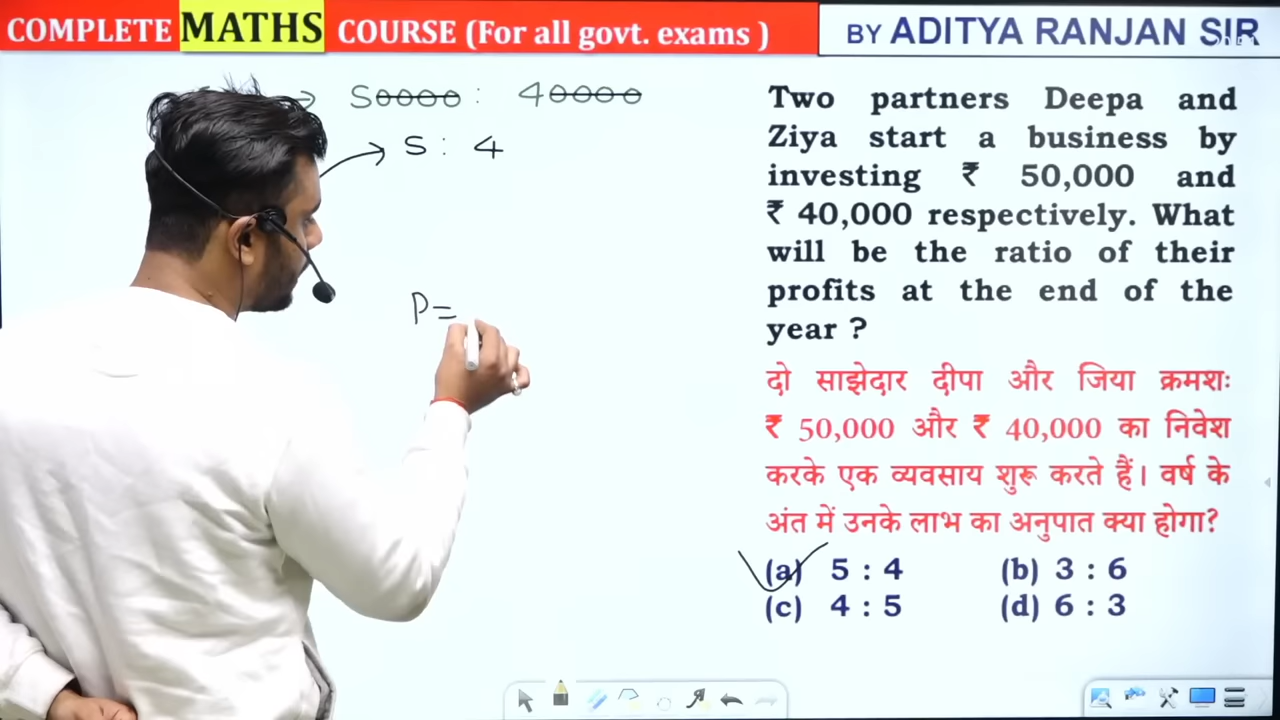 COMPLETE MATHS COURSE (For all govt. exams )
BY ADITYA RANJAN SIR
50000 : 40000
5 : 4
P=
Two partners Deepa and
Ziya start a business by
investing ₹ 50,000 and
₹ 40,000 respectively. What
will be the ratio of their
profits at the end of the
year ?
दो साझेदार दीपा और जिया क्रमशः
₹ 50,000 और ₹ 40,000 का निवेश
करके एक व्यवसाय शुरू करते हैं। वर्ष के
अंत में उनके लाभ का अनुपात क्या होगा?
(a) 5 : 4 (b) 3 : 6
(c) 4 : 5 (d) 6 : 3